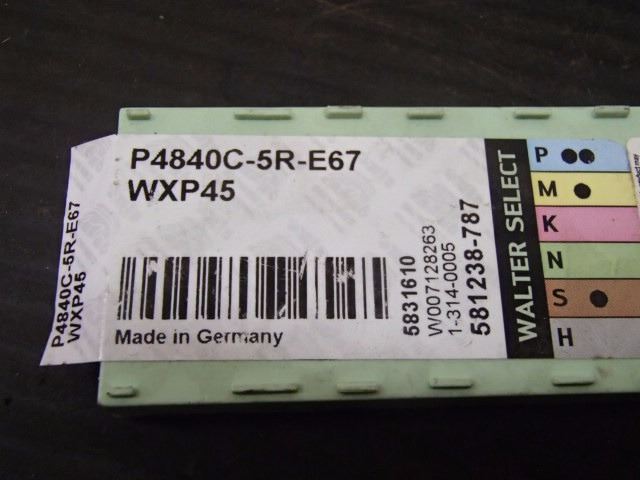 P4840C-5R-E67
WXP45
P4840C-5R-E67
WXP45
Made in Germany
5831610
W007128263
1-314-0005
581238-787
WALTER SELECT
P
M
K
N
S
H